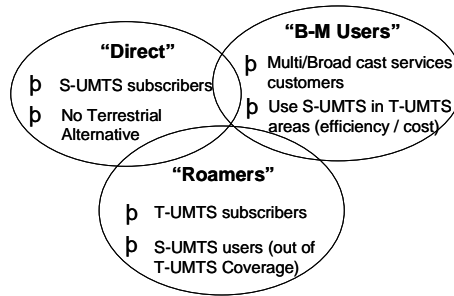 “Direct”
þ S-UMTS subscribers
þ No Terrestrial
Alternative
“B-M Users”
þ Multi/Broad cast services
customers
þ Use S-UMTS in T-UMTS
areas (efficiency / cost)
“Roamers”
þ T-UMTS subscribers
þ S-UMTS users (out of
T-UMTS Coverage)